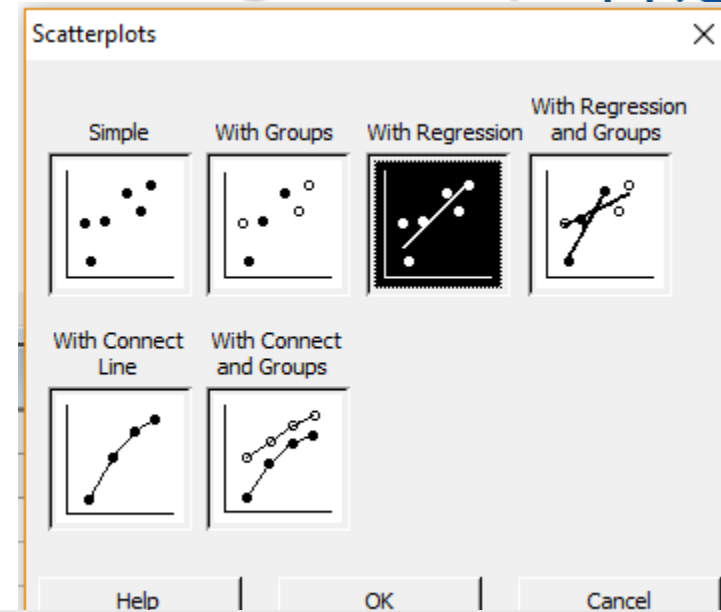 Scatterplots
Simple
With Groups
With Regression
With Regression
and Groups
With Connect
Line
With Connect
and Groups
Help
OK
Cancel